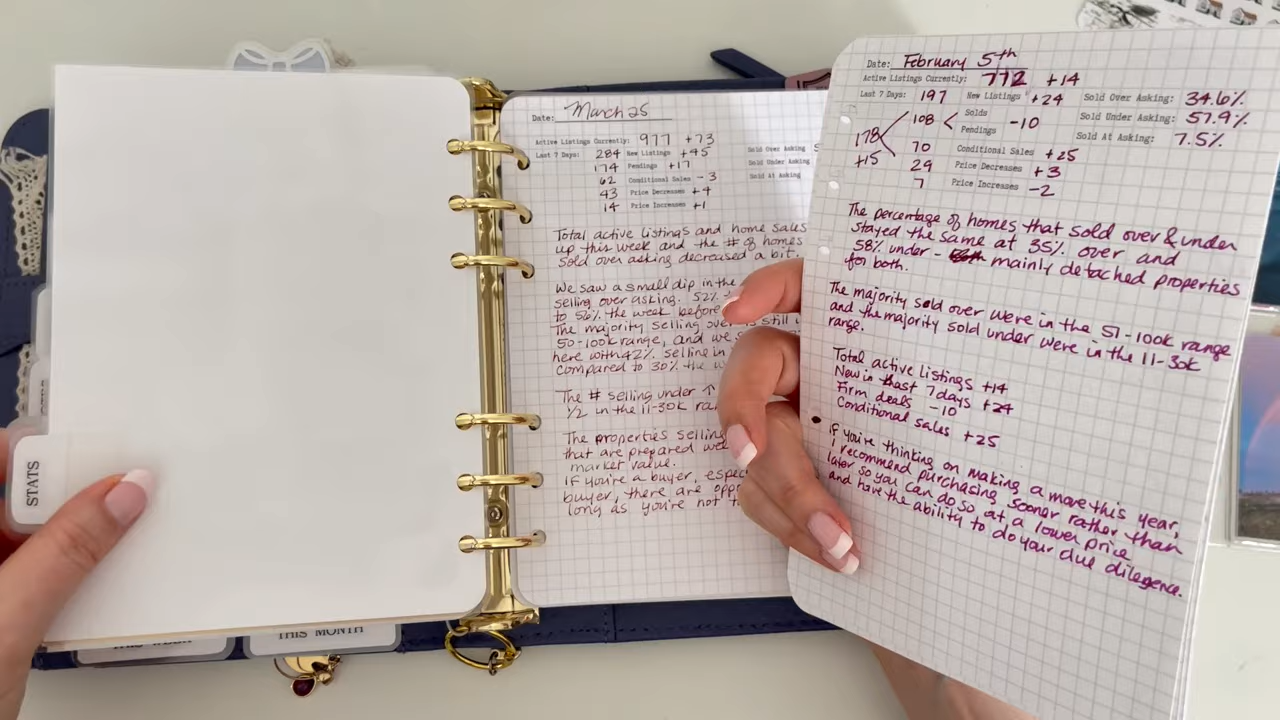 STATS
THIS MONTH
Date: March 25
Active Listings Currently: 977 +73
Last 7 Days: 284 New Listings +45
174 Pendings +17
62 Conditional Sales -3
43 Price Decreases +4
14 Price Increases +1
Sold Over Asking
Sold Under Asking
Sold At Asking
Total active listings and home sales
up this week and the # of homes
sold over asking decreased a bit.
We saw a small dip in the
selling over asking. 52%
to 56% the week before
The majority selling over is still
50-100k range, and we
here with 42% selling in
compared to 30% the
The # selling under ↑
1/2 in the 11-30k
The properties selling
that are prepared
market value.
if you're a buyer,
buyer, there are
long as you're not
Date: February 5th
Active Listings Currently: 772 +14
Last 7 Days: 197 New Listings +24
178 < 108 < Solds Pendings -10
+15
70 Conditional Sales +25
29 Price Decreases +3
7 Price Increases -2
Sold Over Asking: 34.6%
Sold Under Asking: 57.9%
Sold At Asking: 7.5%
The percentage of homes that sold over & under
stayed the same at 35% over and
58% under - mainly detached properties
for both.
The majority sold over were in the 51-100k range
and the majority sold under were in the 11-30k
range.
Total active listings +14
New in past 7 days +24
Firm deals -10
Conditional sales +25
• if you're thinking on making a move this year,
I recommend purchasing sooner rather than
later so you can do so at a lower price
and have the ability to do your due dilegence.